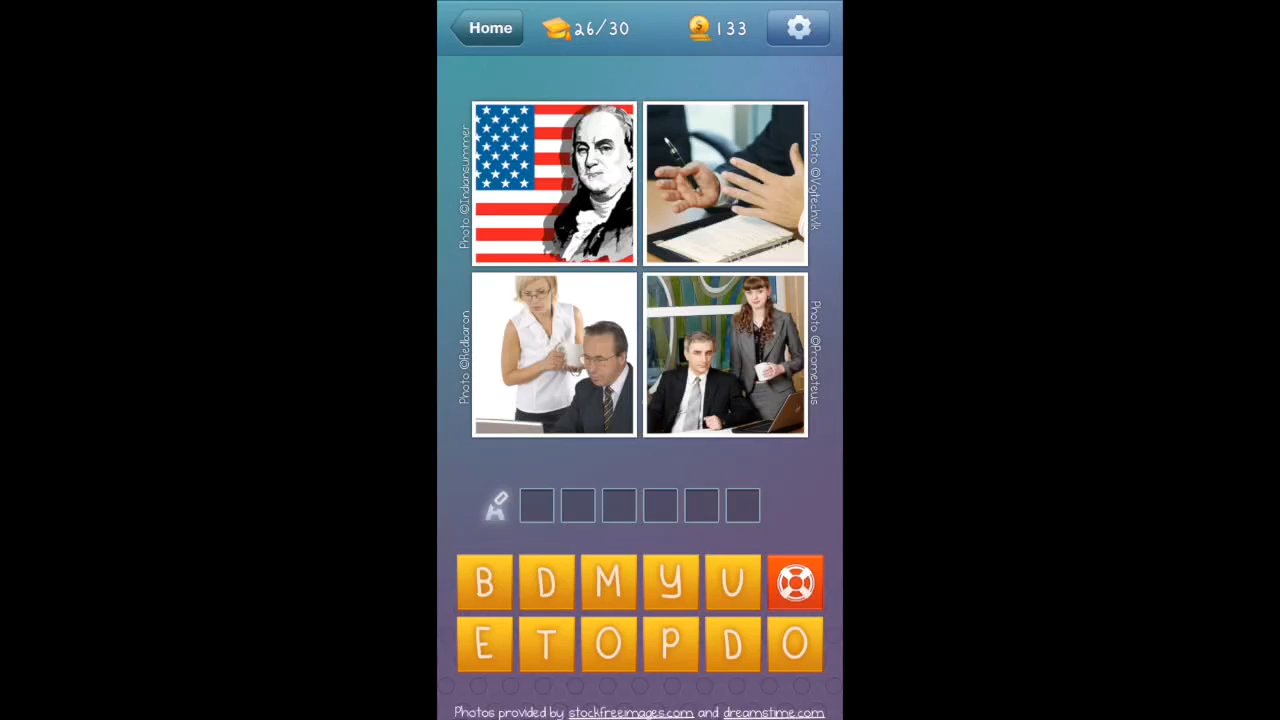 Home
26/30
133
Photo ©Indiansummer
Photo ©Vojtechvlk
Photo ©Redbaron
Photo ©Prometeus
B D M Y U
E T O P D O
Photos provided by stockfreeimages.com and dreamstime.com